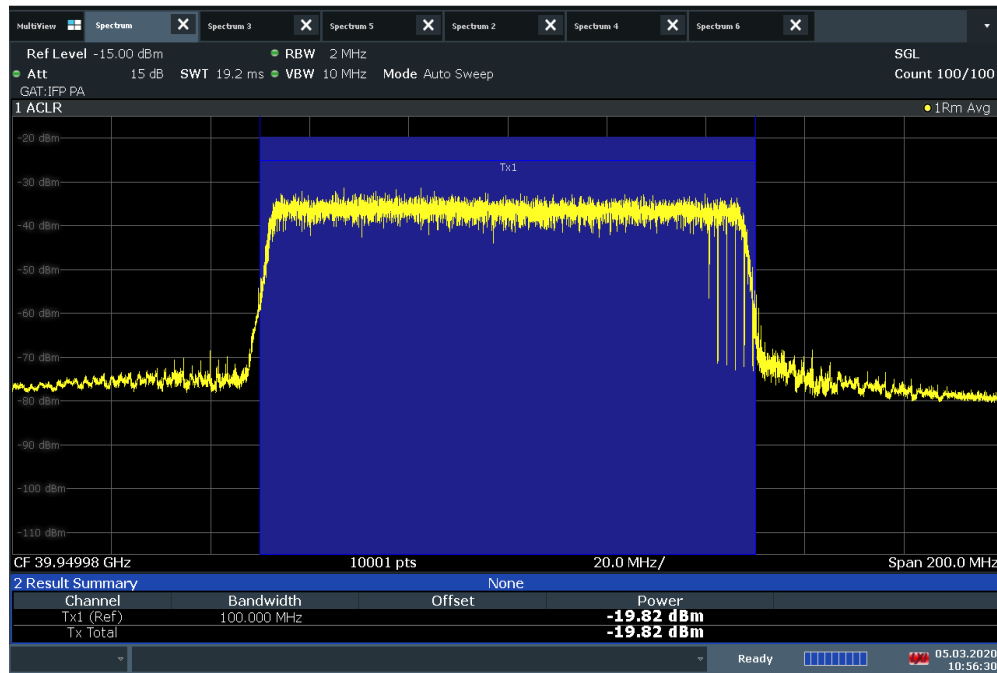 MultiView Spectrum X Spectrum 3 X Spectrum 5 X Spectrum 2 X Spectrum 4 X Spectrum 6 X
Ref Level -15.00 dBm RBW 2 MHz SGL
Att 15 dB SWT 19.2 ms VBW 10 MHz Mode Auto Sweep Count 100/100
GAT:IFP PA
1 ACLR 1Rm Avg
-20 dBm
Tx1
-30 dBm
-40 dBm
-50 dBm
-60 dBm
-70 dBm
-80 dBm
-90 dBm
-100 dBm
-110 dBm
CF 39.94998 GHz 10001 pts 20.0 MHz/ Span 200.0 MHz
2 Result Summary None
Channel Bandwidth Offset Power
Tx1 (Ref) 100.000 MHz -19.82 dBm
Tx Total -19.82 dBm
Ready 05.03.2020
10:56:30